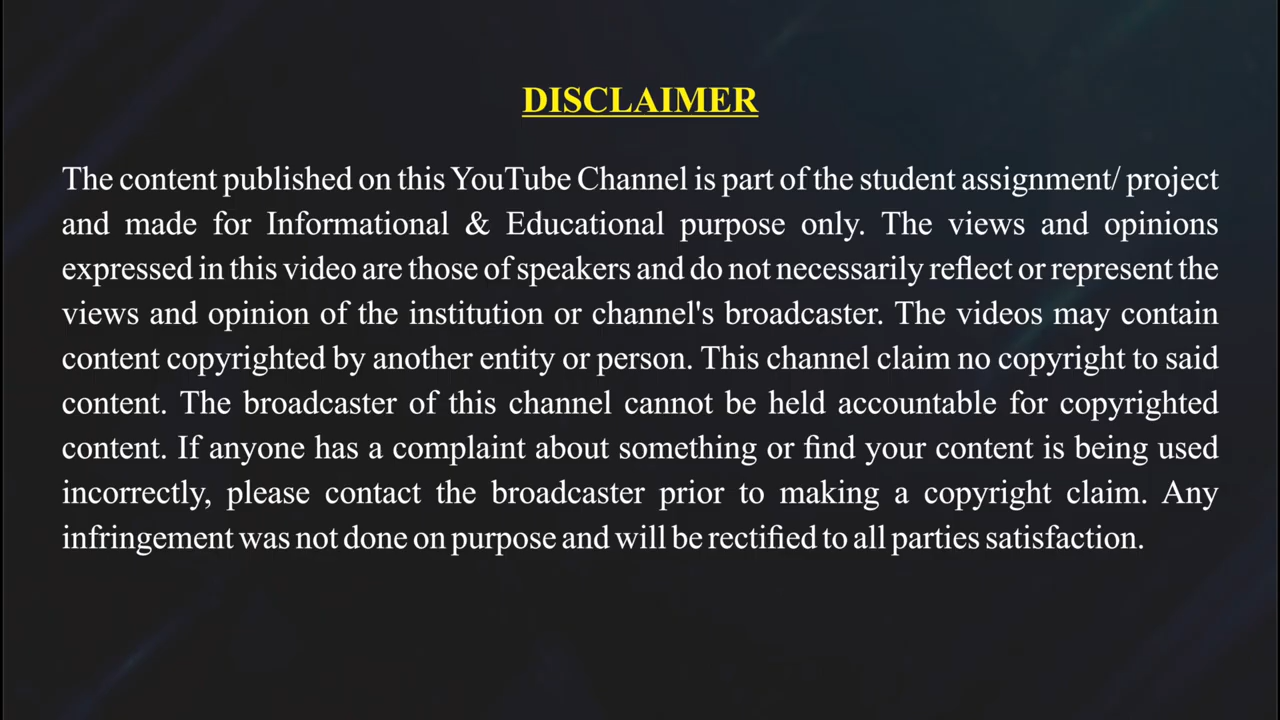 DISCLAIMER
The content published on this YouTube Channel is part of the student assignment/ project
and made for Informational & Educational purpose only. The views and opinions
expressed in this video are those of speakers and do not necessarily reflect or represent the
views and opinion of the institution or channel's broadcaster. The videos may contain
content copyrighted by another entity or person. This channel claim no copyright to said
content. The broadcaster of this channel cannot be held accountable for copyrighted
content. If anyone has a complaint about something or find your content is being used
incorrectly, please contact the broadcaster prior to making a copyright claim. Any
infringement was not done on purpose and will be rectified to all parties satisfaction.